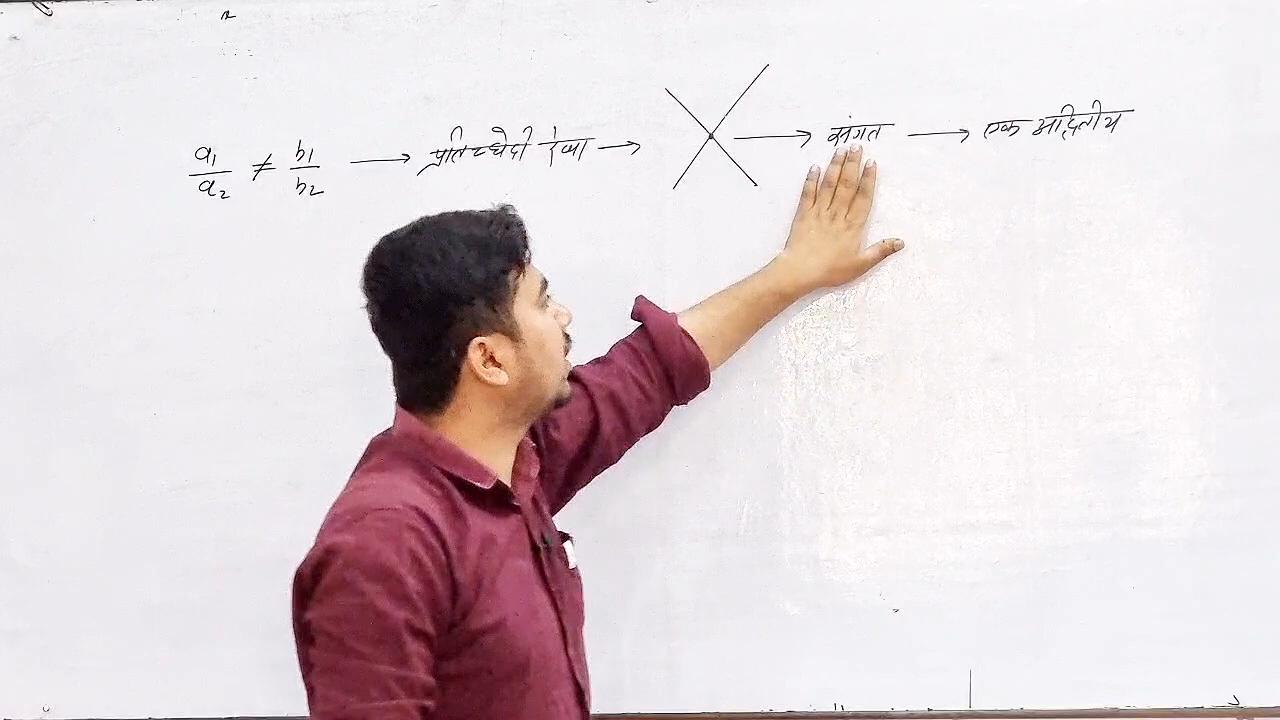 a₁/a₂ ≠ b₁/b₂ → प्रतिच्छेदी रेखा → → संगत → एक अद्वितीय